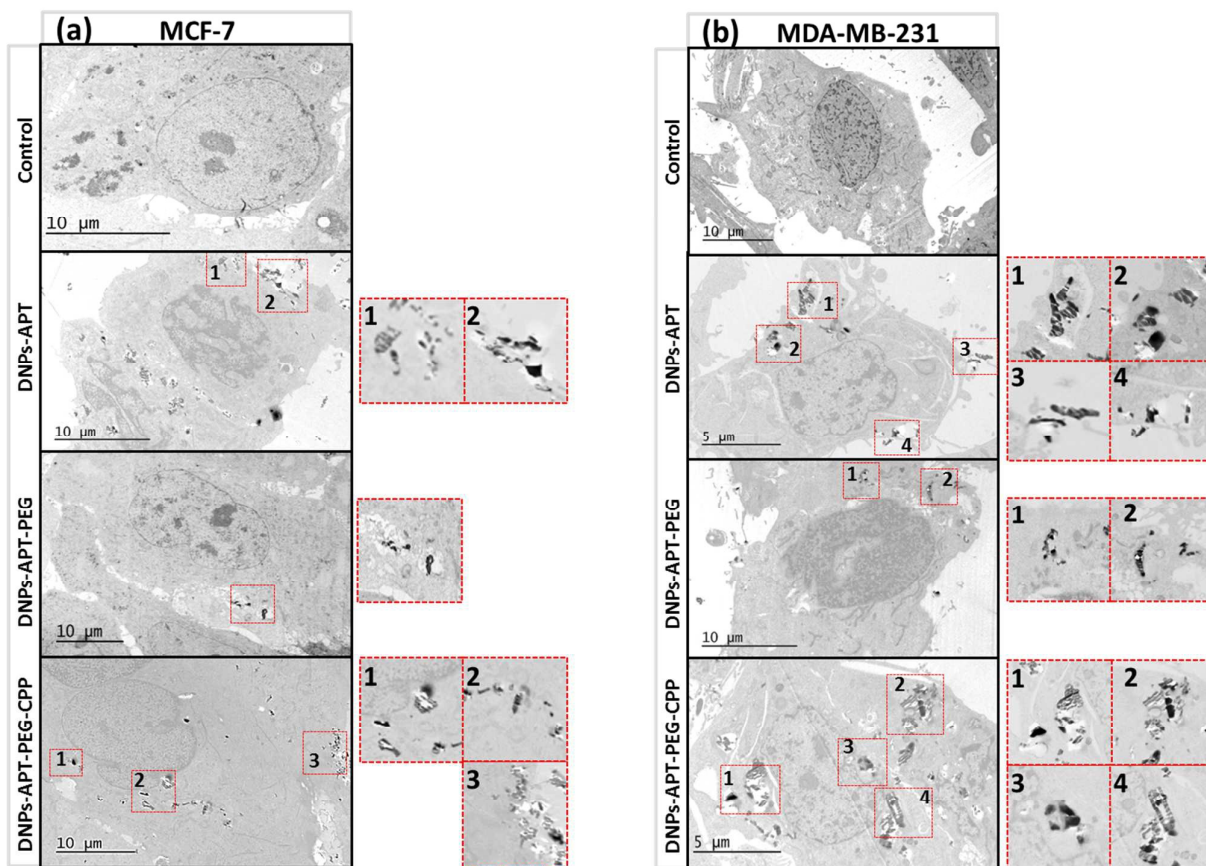 (a) MCF-7
Control
10 µm
DNPs-APT
1
2
10 µm
1 2
DNPs-APT-PEG
10 µm
DNPs-APT-PEG-CPP
1
2
3
10 µm
1 2
3
(b) MDA-MB-231
Control
10 µm
DNPs-APT
1
2
3
4
5 µm
1 2
3 4
DNPs-APT-PEG
1 2
10 µm
1 2
DNPs-APT-PEG-CPP
2
3
1
4
5 µm
1 2
3 4